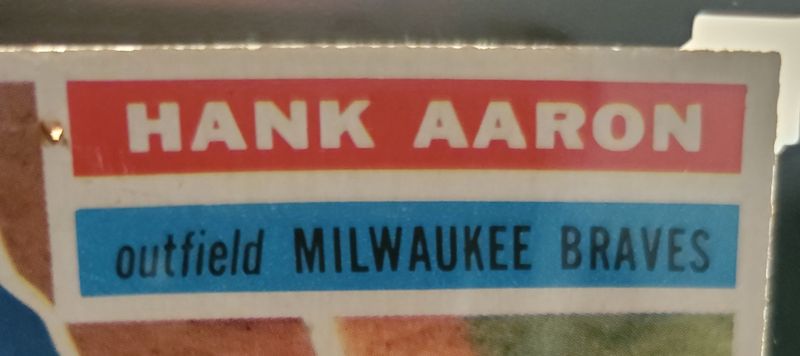 HANK AARON
outfield MILWAUKEE BRAVES